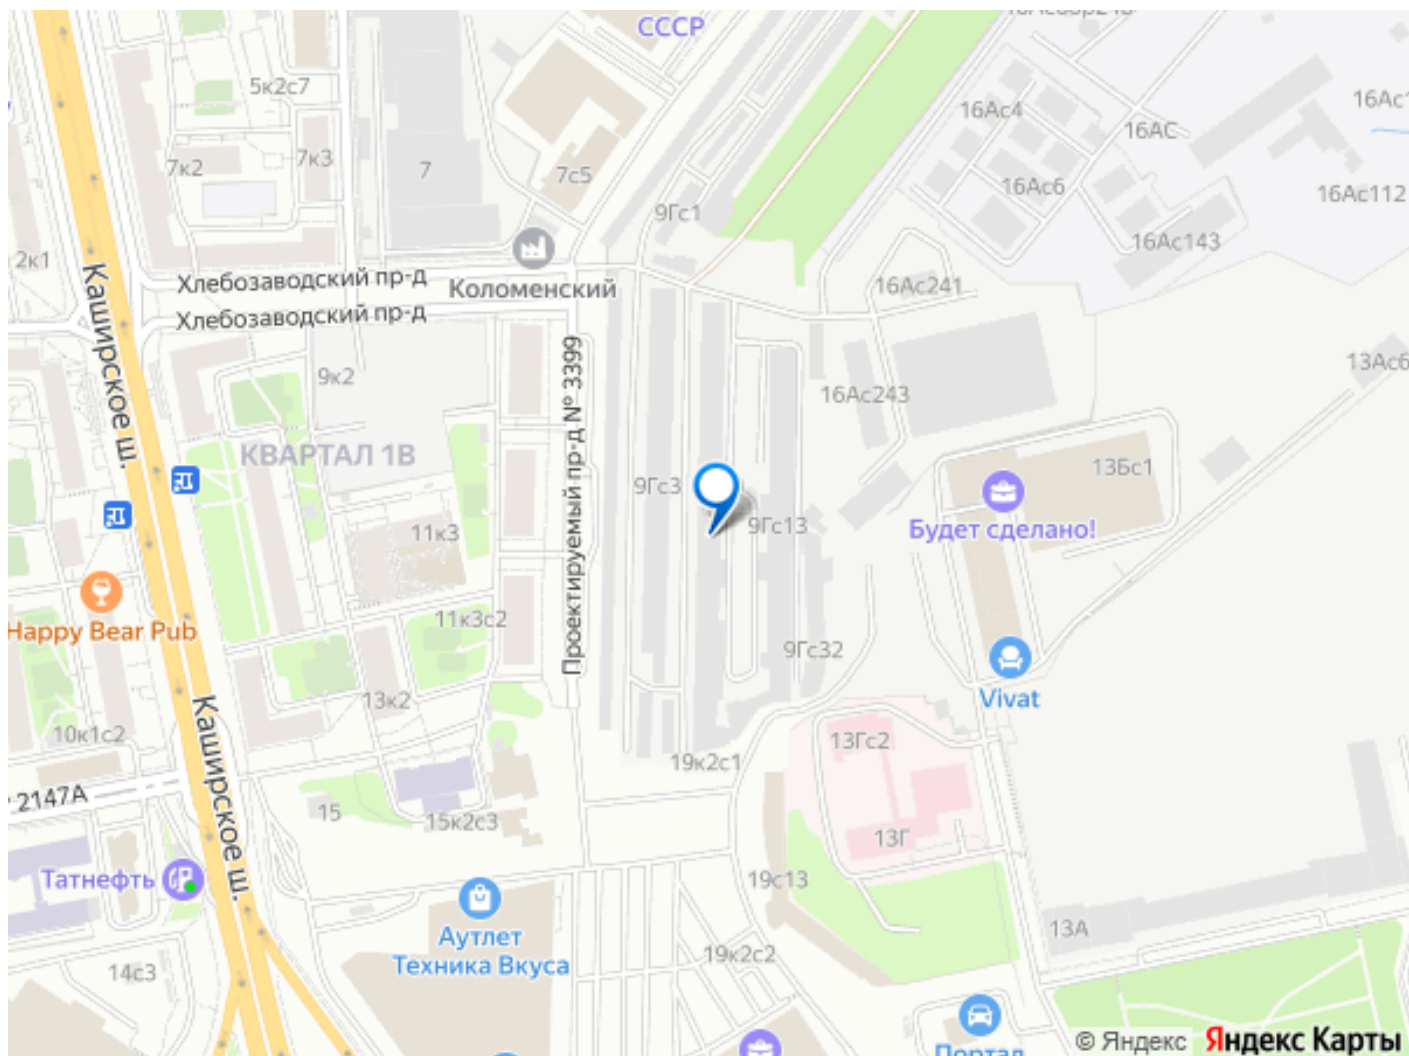 СССР
5к2с7
16Ас4
16АС
7к2
7к3
7
7с5
16Ас6
16Ас112
9Гс1
16Ас143
2к1
Хлебозаводский пр-д
Коломенский
16Ас241
Хлебозаводский пр-д
Каширское ш.
9к2
Проектируемый пр-д № 3399
16Ас243
13Ас6
КВАРТАЛ 1В
13Бс1
9Гс3
9Гс13
Будет сделано!
11к3
Happy Bear Pub
11к3с2
9Гс32
Vivat
13к2
10к1с2
Каширское ш.
13Гс2
19к2с1
2147А
15
15к2с3
13Г
Татнефть
19с13
Аутлет
Техника Вкуса
13А
14с3
19к2с2
Портал
© Яндекс Яндекс Карты